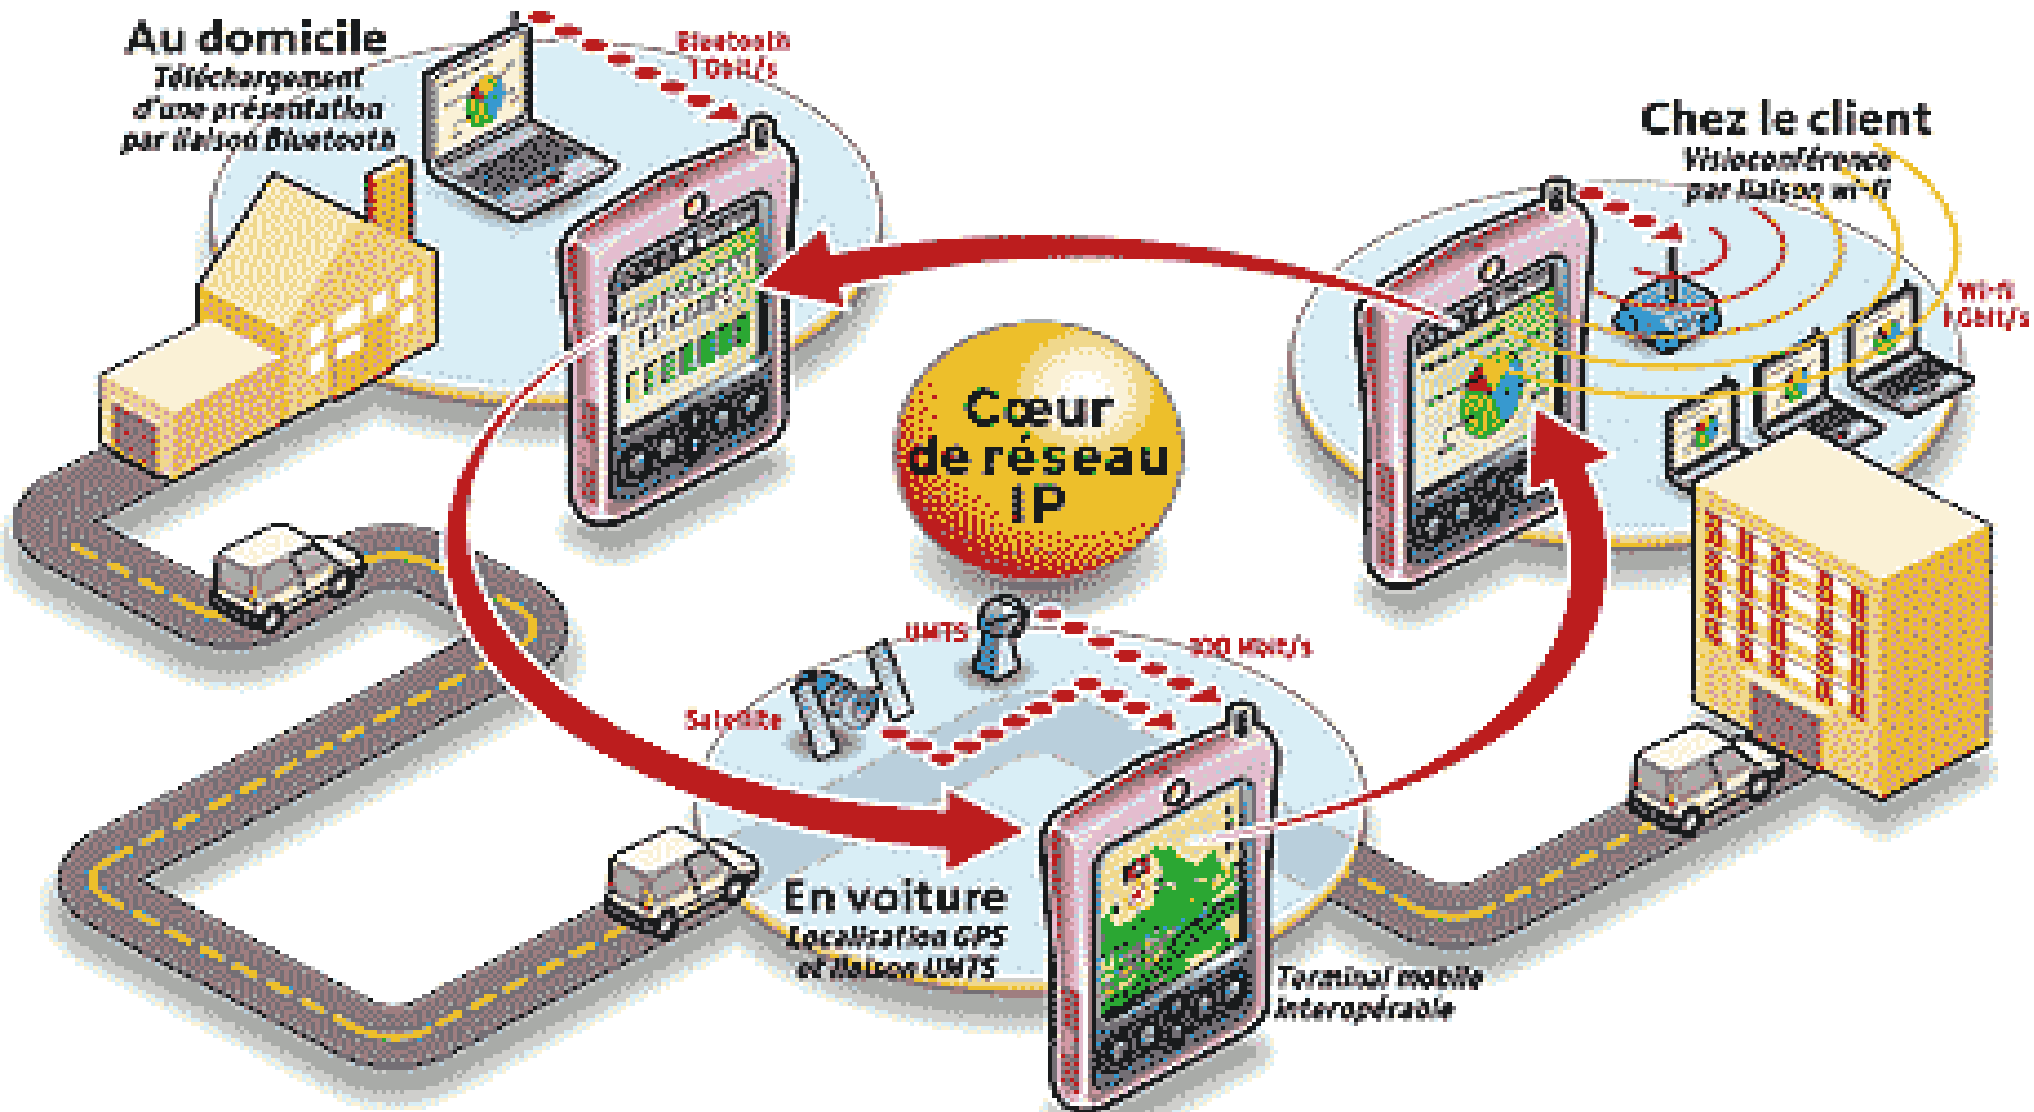 Au domicile
Téléchargement
d'une présentation
par liaison Bluetooth
Bluetooth
1 Gbit/s
Chez le client
Visioconférence
par liaison wi-fi
Wi-fi
1 Gbit/s
Cœur
de réseau
IP
UMTS
Mbit/s
Satellite
En voiture
Localisation GPS
et liaison UMTS
Terminal mobile
interopérable